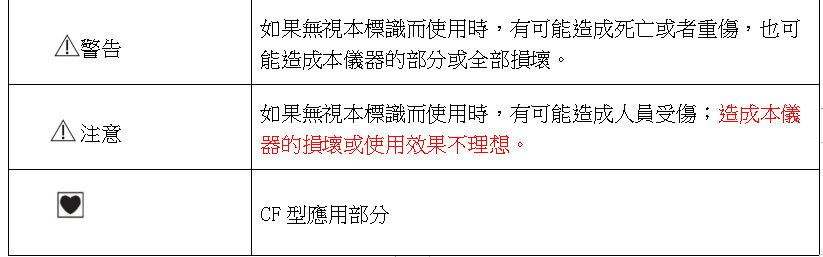 ⚠警告
如果無視本標識而使用時，有可能造成死亡或者重傷，也可
能造成本儀器的部分或全部損壞。
⚠注意
如果無視本標識而使用時，有可能造成人員受傷；造成本儀
器的損壞或使用效果不理想。
CF 型應用部分